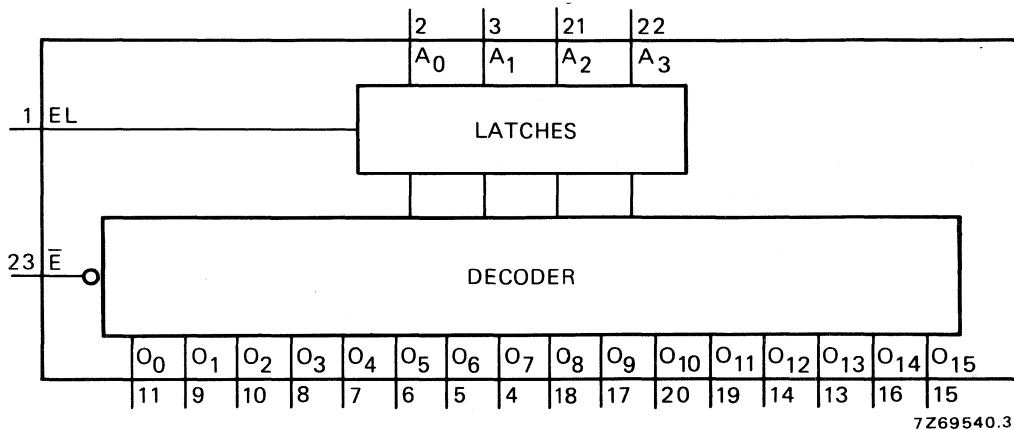 2 3 21 22
A0 A1 A2 A3
1 EL
LATCHES
23 E̅
DECODER
O0 O1 O2 O3 O4 O5 O6 O7 O8 O9 O10 O11 O12 O13 O14 O15
11 9 10 8 7 6 5 4 18 17 20 19 14 13 16 15
7Z69540.3